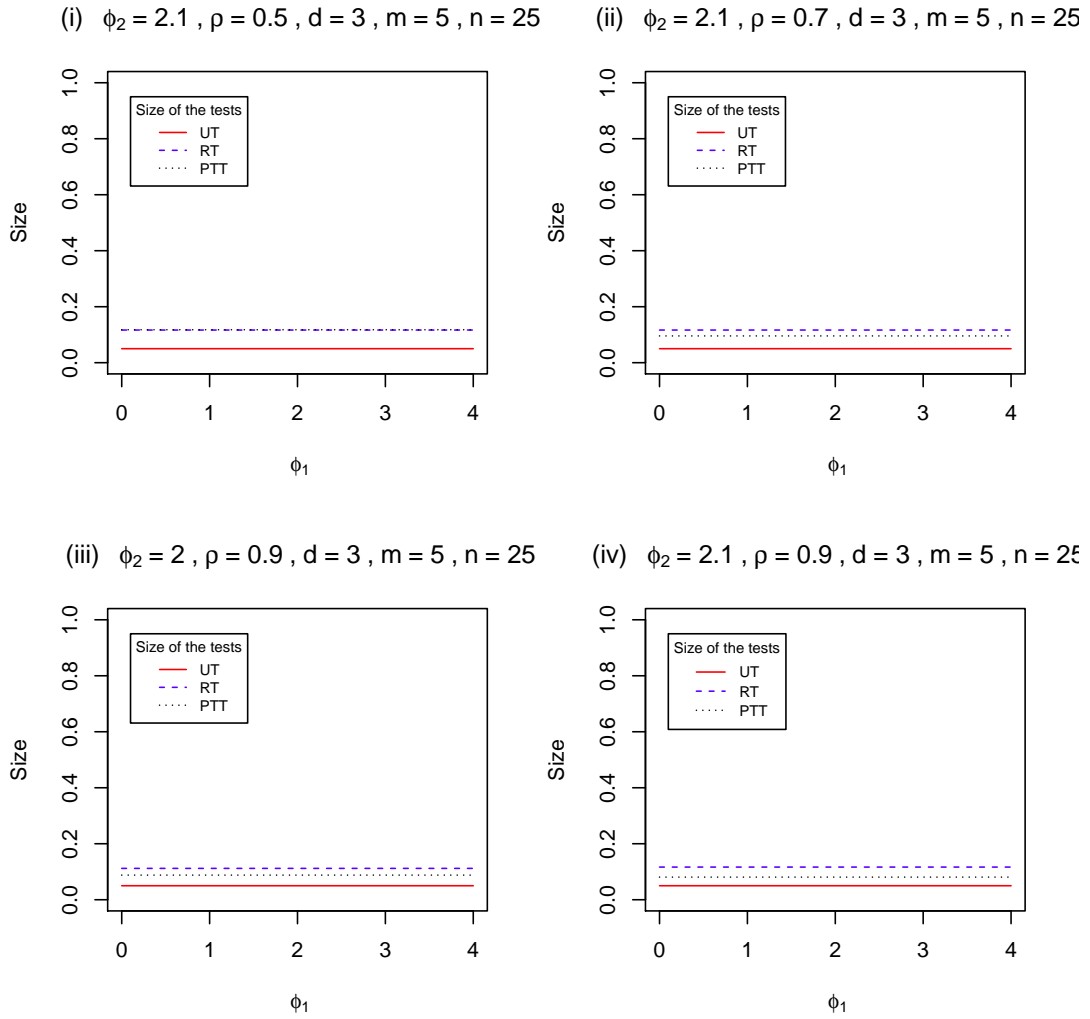 (i) ϕ2 = 2.1 , ρ = 0.5 , d = 3 , m = 5 , n = 25
Size
1.0
0.8
0.6
0.4
0.2
0.0
Size of the tests
UT
RT
PTT
0 1 2 3 4
ϕ1
(ii) ϕ2 = 2.1 , ρ = 0.7 , d = 3 , m = 5 , n = 25
Size
1.0
0.8
0.6
0.4
0.2
0.0
Size of the tests
UT
RT
PTT
0 1 2 3 4
ϕ1
(iii) ϕ2 = 2 , ρ = 0.9 , d = 3 , m = 5 , n = 25
Size
1.0
0.8
0.6
0.4
0.2
0.0
Size of the tests
UT
RT
PTT
0 1 2 3 4
ϕ1
(iv) ϕ2 = 2.1 , ρ = 0.9 , d = 3 , m = 5 , n = 25
Size
1.0
0.8
0.6
0.4
0.2
0.0
Size of the tests
UT
RT
PTT
0 1 2 3 4
ϕ1